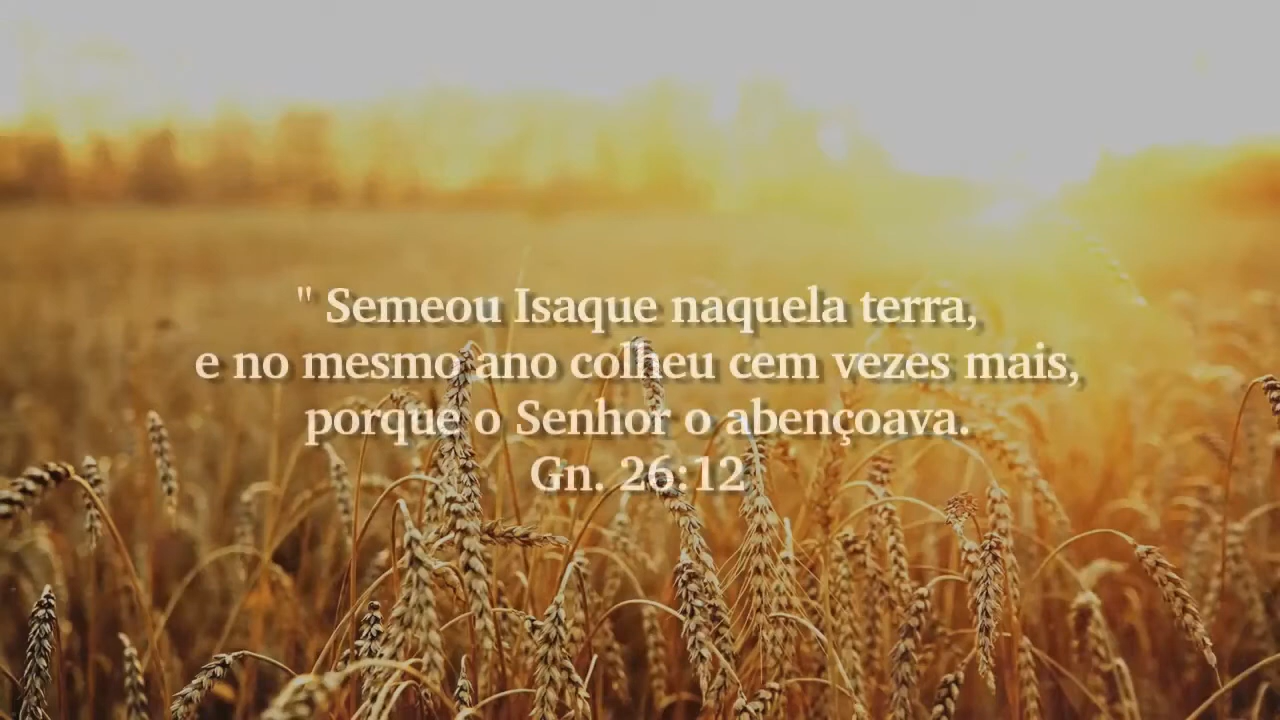 " Semeou Isaque naquela terra,
e no mesmo ano colheu cem vezes mais,
porque o Senhor o abençoava.
Gn. 26:12